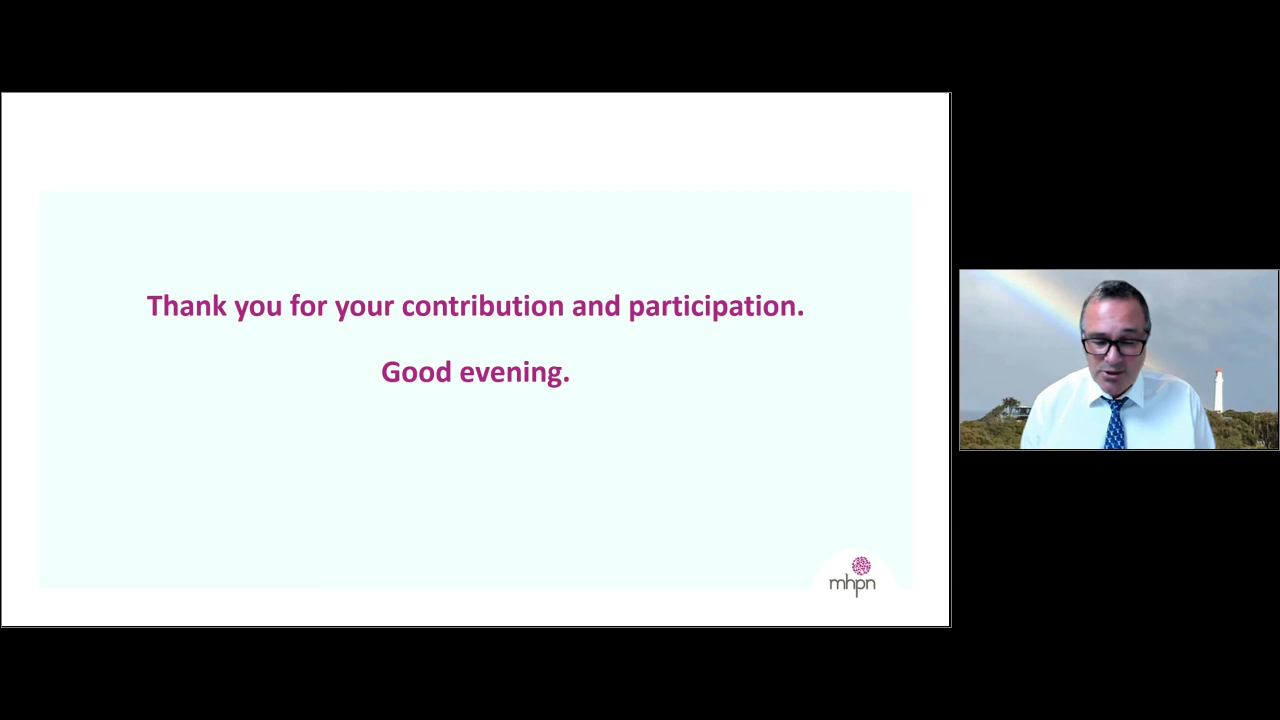 Thank you for your contribution and participation.
Good evening.
mhpn